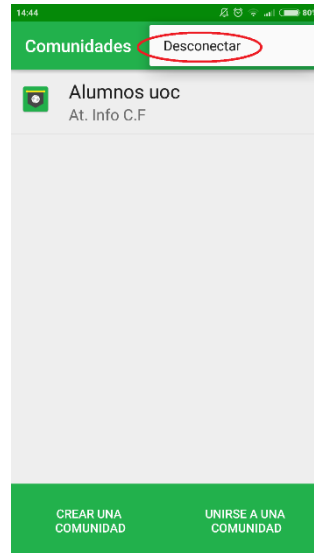 14:44 80%
Comunidades Desconectar
Alumnos uoc
At. Info C.F
CREAR UNA
COMUNIDAD
UNIRSE A UNA
COMUNIDAD